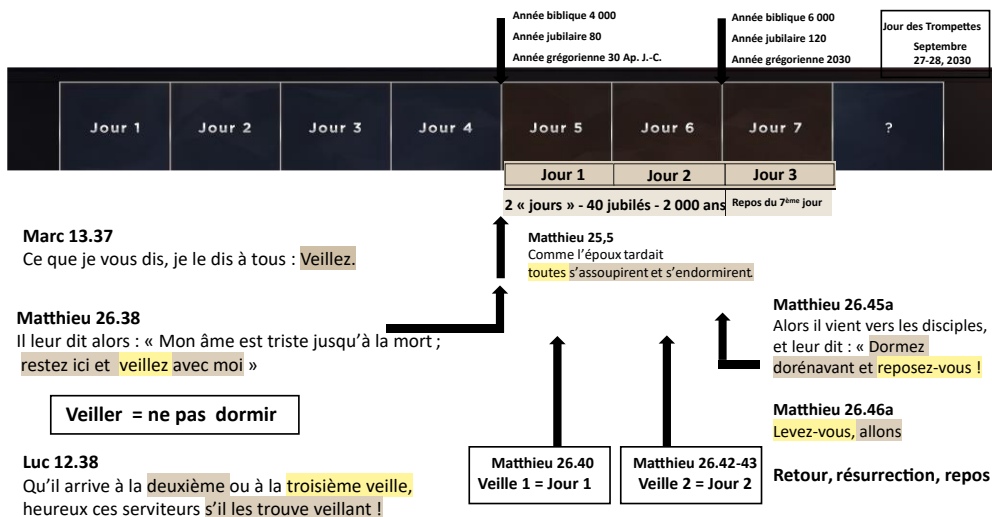 Année biblique 4 000
Année jubilaire 80
Année grégorienne 30 Ap. J.-C.
Année biblique 6 000
Année jubilaire 120
Année grégorienne 2030
Jour des Trompettes
Septembre
27-28, 2030
Jour 1
Jour 2
Jour 3
Jour 4
Jour 5
Jour 6
Jour 7
?
Jour 1
Jour 2
Jour 3
2 « jours » - 40 jubilés - 2 000 ans
Repos du 7ème jour
Marc 13.37
Ce que je vous dis, je le dis à tous : Veillez.
Matthieu 25,5
Comme l’époux tardait
toutes s’assoupirent et s’endormirent.
Matthieu 26.38
Il leur dit alors : « Mon âme est triste jusqu’à la mort ;
restez ici et veillez avec moi »
Matthieu 26.45a
Alors il vient vers les disciples,
et leur dit : « Dormez
dorénavant et reposez-vous !
Veiller = ne pas dormir
Matthieu 26.46a
Levez-vous, allons
Luc 12.38
Qu’il arrive à la deuxième ou à la troisième veille,
heureux ces serviteurs s’il les trouve veillant !
Matthieu 26.40
Veille 1 = Jour 1
Matthieu 26.42-43
Veille 2 = Jour 2
Retour, résurrection, repos